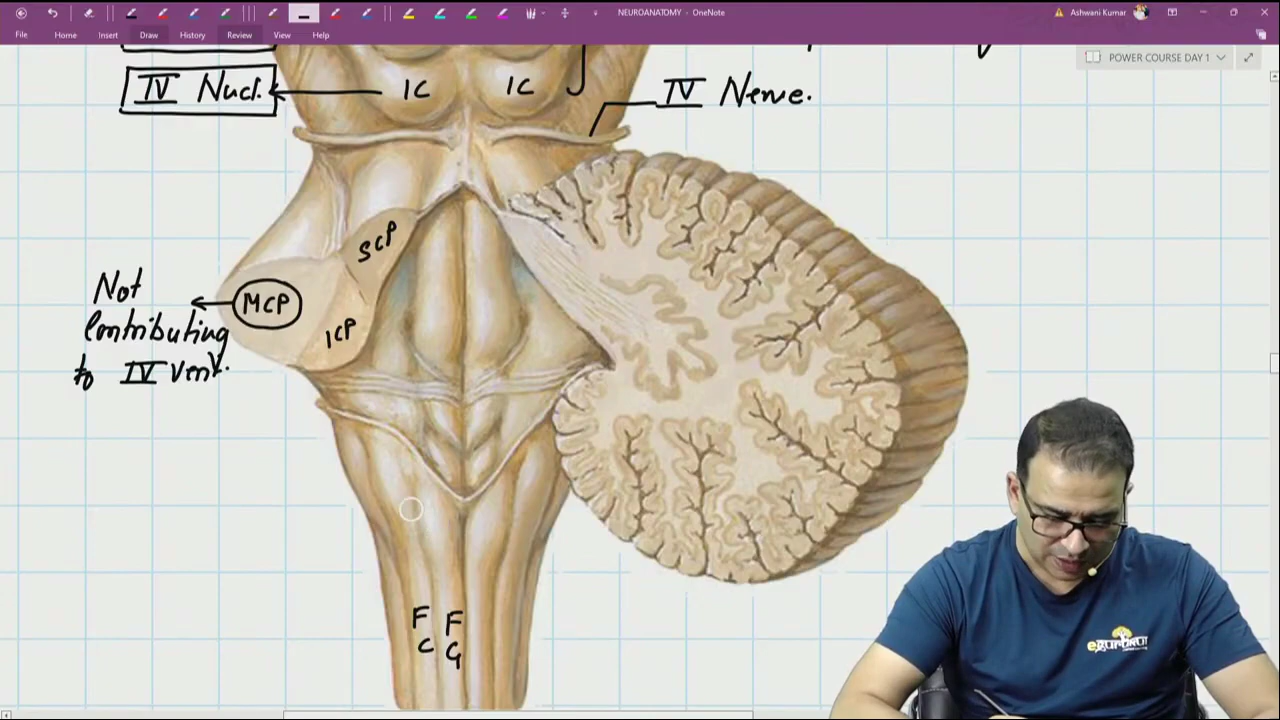 NEUROANATOMY - OneNote
Ashwani Kumar
File Home Insert Draw History Review View Help
POWER COURSE DAY 1
IV Nucl.
IC IC
IV Nerve.
SCP
MCP
ICP
Not
Contributing
to IV vent.
F F
C G
egurukul